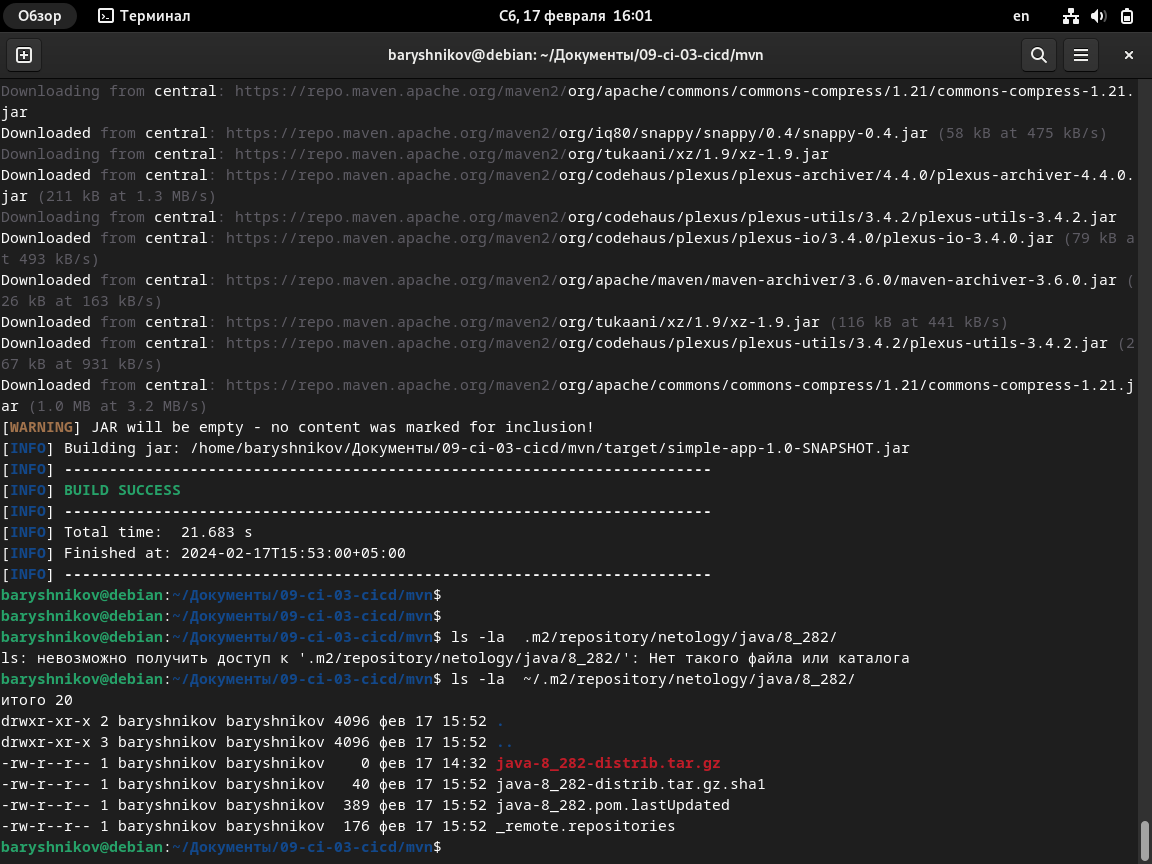 Обзор Терминал Сб, 17 февраля 16:01 en
baryshnikov@debian: ~/Документы/09-ci-03-cicd/mvn
Downloading from central: https://repo.maven.apache.org/maven2/org/apache/commons/commons-compress/1.21/commons-compress-1.21.
jar
Downloaded from central: https://repo.maven.apache.org/maven2/org/iq80/snappy/snappy/0.4/snappy-0.4.jar (58 kB at 475 kB/s)
Downloading from central: https://repo.maven.apache.org/maven2/org/tukaani/xz/1.9/xz-1.9.jar
Downloaded from central: https://repo.maven.apache.org/maven2/org/codehaus/plexus/plexus-archiver/4.4.0/plexus-archiver-4.4.0.
jar (211 kB at 1.3 MB/s)
Downloading from central: https://repo.maven.apache.org/maven2/org/codehaus/plexus/plexus-utils/3.4.2/plexus-utils-3.4.2.jar
Downloaded from central: https://repo.maven.apache.org/maven2/org/codehaus/plexus/plexus-io/3.4.0/plexus-io-3.4.0.jar (79 kB a
t 493 kB/s)
Downloaded from central: https://repo.maven.apache.org/maven2/org/apache/maven/maven-archiver/3.6.0/maven-archiver-3.6.0.jar (
26 kB at 163 kB/s)
Downloaded from central: https://repo.maven.apache.org/maven2/org/tukaani/xz/1.9/xz-1.9.jar (116 kB at 441 kB/s)
Downloaded from central: https://repo.maven.apache.org/maven2/org/codehaus/plexus/plexus-utils/3.4.2/plexus-utils-3.4.2.jar (2
67 kB at 931 kB/s)
Downloaded from central: https://repo.maven.apache.org/maven2/org/apache/commons/commons-compress/1.21/commons-compress-1.21.j
ar (1.0 MB at 3.2 MB/s)
[WARNING] JAR will be empty - no content was marked for inclusion!
[INFO] Building jar: /home/baryshnikov/Документы/09-ci-03-cicd/mvn/target/simple-app-1.0-SNAPSHOT.jar
[INFO] ------------------------------------------------------------------------
[INFO] BUILD SUCCESS
[INFO] ------------------------------------------------------------------------
[INFO] Total time:  21.683 s
[INFO] Finished at: 2024-02-17T15:53:00+05:00
[INFO] ------------------------------------------------------------------------
baryshnikov@debian:~/Документы/09-ci-03-cicd/mvn$
baryshnikov@debian:~/Документы/09-ci-03-cicd/mvn$
baryshnikov@debian:~/Документы/09-ci-03-cicd/mvn$ ls -la  .m2/repository/netology/java/8_282/
ls: невозможно получить доступ к '.m2/repository/netology/java/8_282/': Нет такого файла или каталога
baryshnikov@debian:~/Документы/09-ci-03-cicd/mvn$ ls -la  ~/.m2/repository/netology/java/8_282/
итого 20
drwxr-xr-x 2 baryshnikov baryshnikov 4096 фев 17 15:52 .
drwxr-xr-x 3 baryshnikov baryshnikov 4096 фев 17 15:52 ..
-rw-r--r-- 1 baryshnikov baryshnikov    0 фев 17 14:32 java-8_282-distrib.tar.gz
-rw-r--r-- 1 baryshnikov baryshnikov   40 фев 17 15:52 java-8_282-distrib.tar.gz.sha1
-rw-r--r-- 1 baryshnikov baryshnikov  389 фев 17 15:52 java-8_282.pom.lastUpdated
-rw-r--r-- 1 baryshnikov baryshnikov  176 фев 17 15:52 _remote.repositories
baryshnikov@debian:~/Документы/09-ci-03-cicd/mvn$